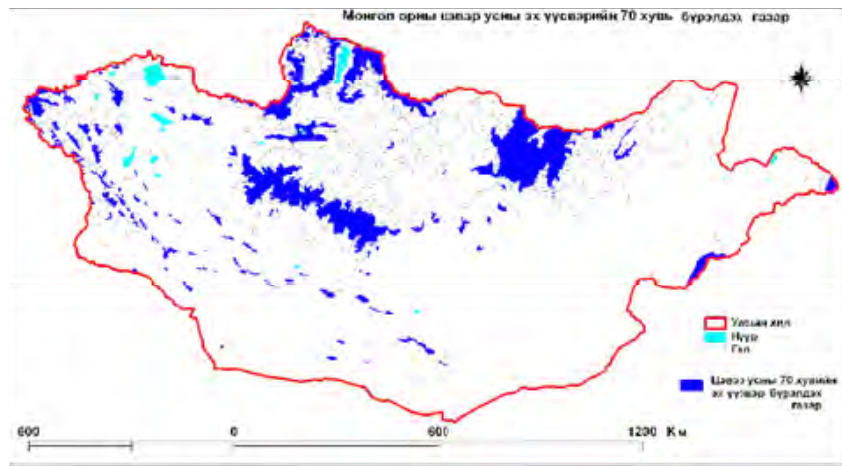 Монгол орны цэвэр усны эх үүсвэрийн 70 хувь бүрэлдэх газар
Улсын хил
Нуур
Гол
Цэвэр усны 70 хувийн
эх үүсвэр бүрэлдэх
газар
600 0 600 1200 Км